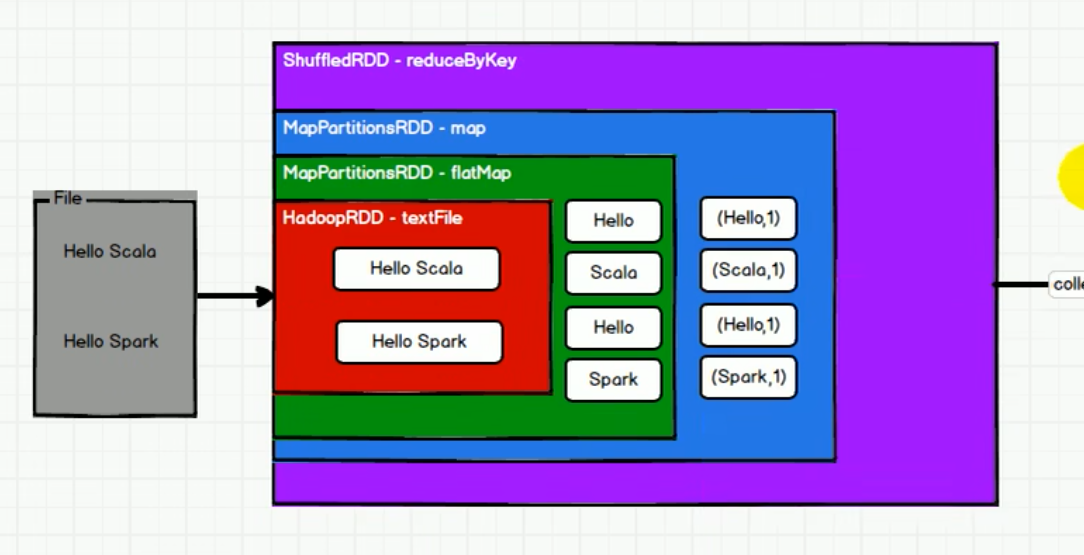 ShuffledRDD - reduceByKey
MapPartitionsRDD - map
MapPartitionsRDD - flatMap
HadoopRDD - textFile
File
Hello Scala
Hello Spark
Hello Scala
Hello Spark
Hello
Scala
Hello
Spark
(Hello,1)
(Scala,1)
(Hello,1)
(Spark,1)
colle